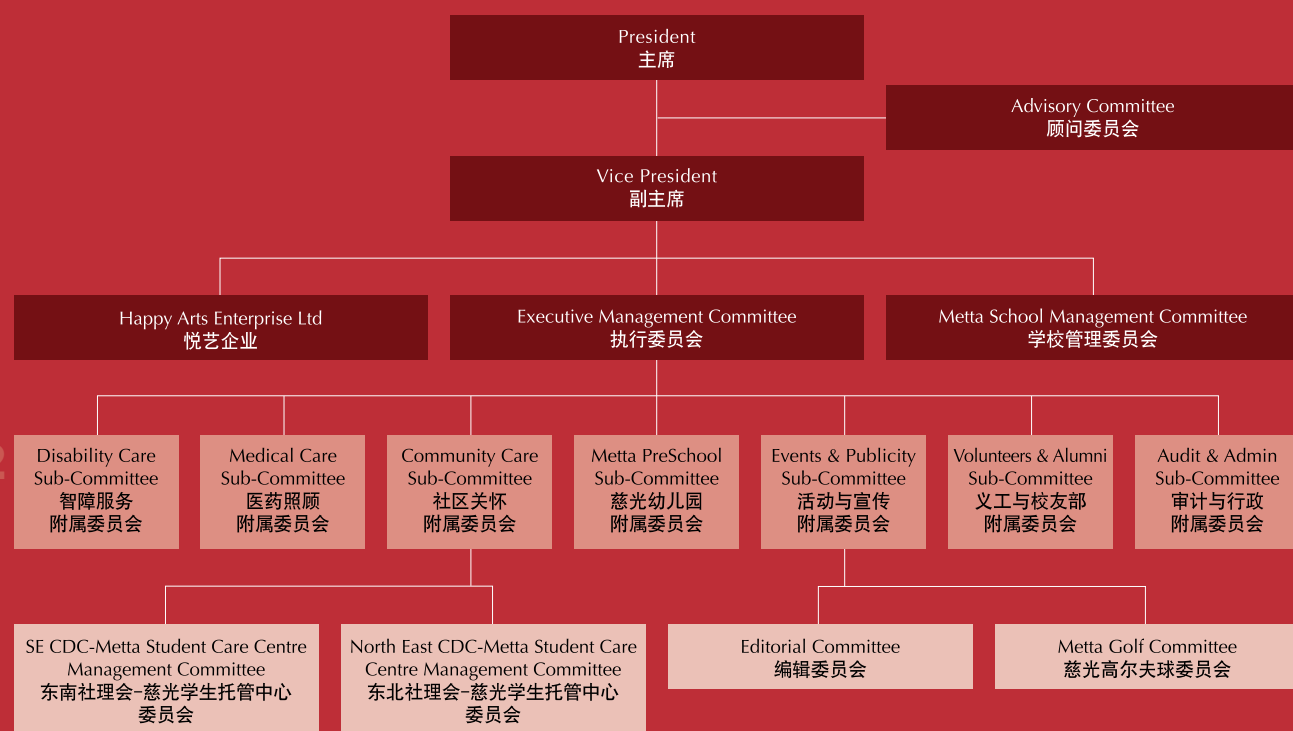 President
主席
Advisory Committee
顾问委员会
Vice President
副主席
Happy Arts Enterprise Ltd
悦艺企业
Executive Management Committee
执行委员会
Metta School Management Committee
学校管理委员会
Disability Care
Sub-Committee
智障服务
附属委员会
Medical Care
Sub-Committee
医药照顾
附属委员会
Community Care
Sub-Committee
社区关怀
附属委员会
Metta PreSchool
Sub-Committee
慈光幼儿园
附属委员会
Events & Publicity
Sub-Committee
活动与宣传
附属委员会
Volunteers & Alumni
Sub-Committee
义工与校友部
附属委员会
Audit & Admin
Sub-Committee
审计与行政
附属委员会
SE CDC-Metta Student Care Centre
Management Committee
东南社理会-慈光学生托管中心
委员会
North East CDC-Metta Student Care
Centre Management Committee
东北社理会-慈光学生托管中心
委员会
Editorial Committee
编辑委员会
Metta Golf Committee
慈光高尔夫球委员会